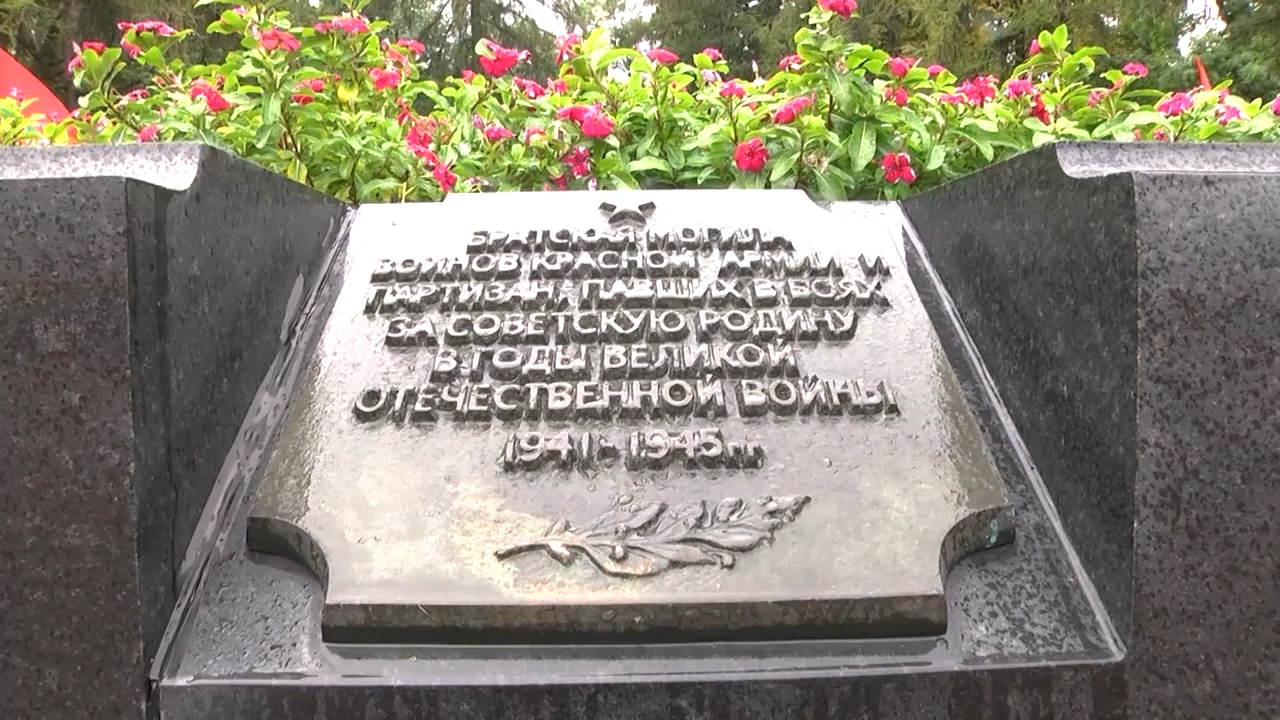 БРАТСКАЯ МОГИЛА
ВОИНОВ КРАСНОЙ АРМИИ И
ПАРТИЗАН, ПАВШИХ В БОЯХ
ЗА СОВЕТСКУЮ РОДИНУ
В ГОДЫ ВЕЛИКОЙ
ОТЕЧЕСТВЕННОЙ ВОЙНЫ
1941-1945гг.